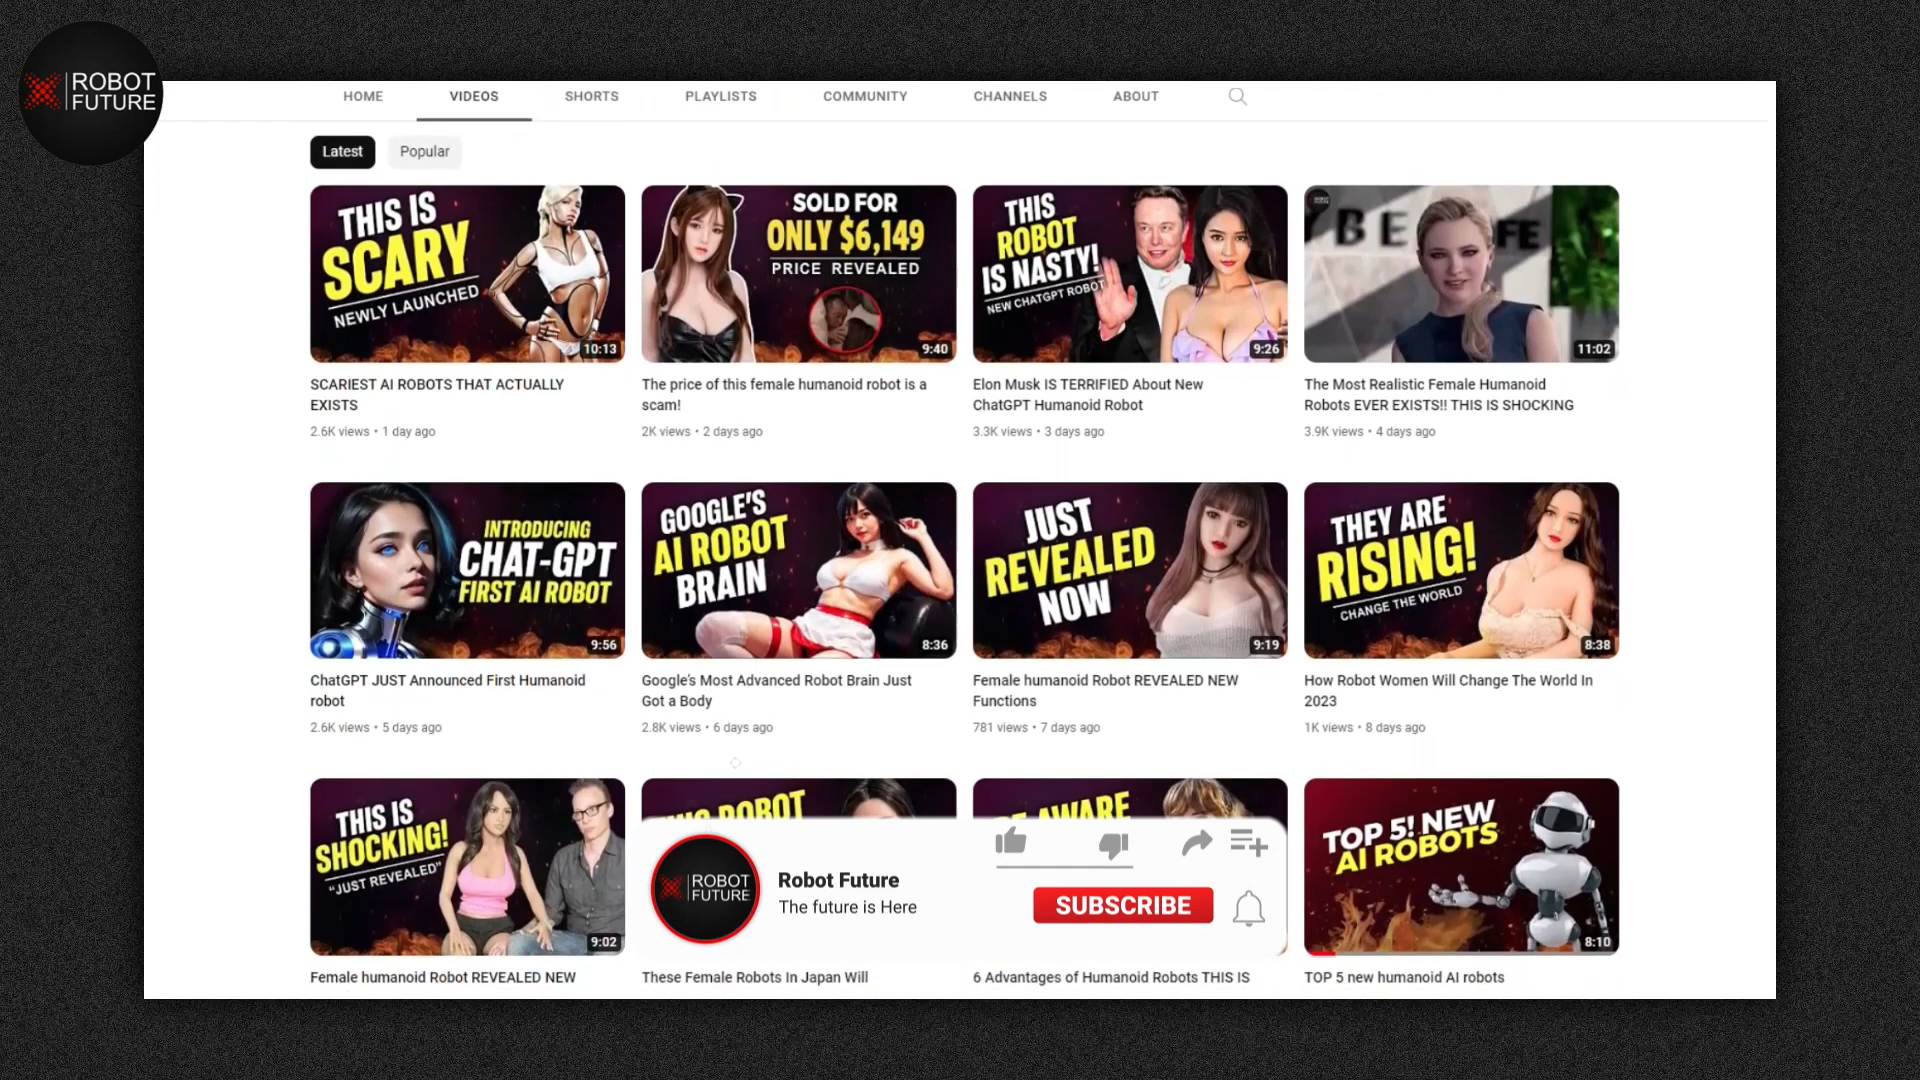 ROBOT
FUTURE
HOME
VIDEOS
SHORTS
PLAYLISTS
COMMUNITY
CHANNELS
ABOUT
Latest
Popular
THIS IS
SCARY
NEWLY LAUNCHED
10:13
SOLD FOR
ONLY $6,149
PRICE REVEALED
9:40
THIS
ROBOT
IS NASTY!
NEW CHATGPT ROBOT
9:26
BE
FE
11:02
SCARIEST AI ROBOTS THAT ACTUALLY
EXISTS
2.6K views • 1 day ago
The price of this female humanoid robot is a
scam!
2K views • 2 days ago
Elon Musk IS TERRIFIED About New
ChatGPT Humanoid Robot
3.3K views • 3 days ago
The Most Realistic Female Humanoid
Robots EVER EXISTS!! THIS IS SHOCKING
3.9K views • 4 days ago
INTRODUCING
CHAT-GPT
FIRST AI ROBOT
9:56
GOOGLE'S
AI ROBOT
BRAIN
8:36
JUST
REVEALED
NOW
9:19
THEY ARE
RISING!
CHANGE THE WORLD
8:38
ChatGPT JUST Announced First Humanoid
robot
2.6K views • 5 days ago
Google's Most Advanced Robot Brain Just
Got a Body
2.8K views • 6 days ago
Female humanoid Robot REVEALED NEW
Functions
781 views • 7 days ago
How Robot Women Will Change The World In
2023
1K views • 8 days ago
THIS IS
SHOCKING!
"JUST REVEALED"
9:02
ROBOT
AWARE
TOP 5! NEW
AI ROBOTS
8:10
ROBOT
FUTURE
Robot Future
The future is Here
SUBSCRIBE
Female humanoid Robot REVEALED NEW
These Female Robots In Japan Will
6 Advantages of Humanoid Robots THIS IS
TOP 5 new humanoid AI robots